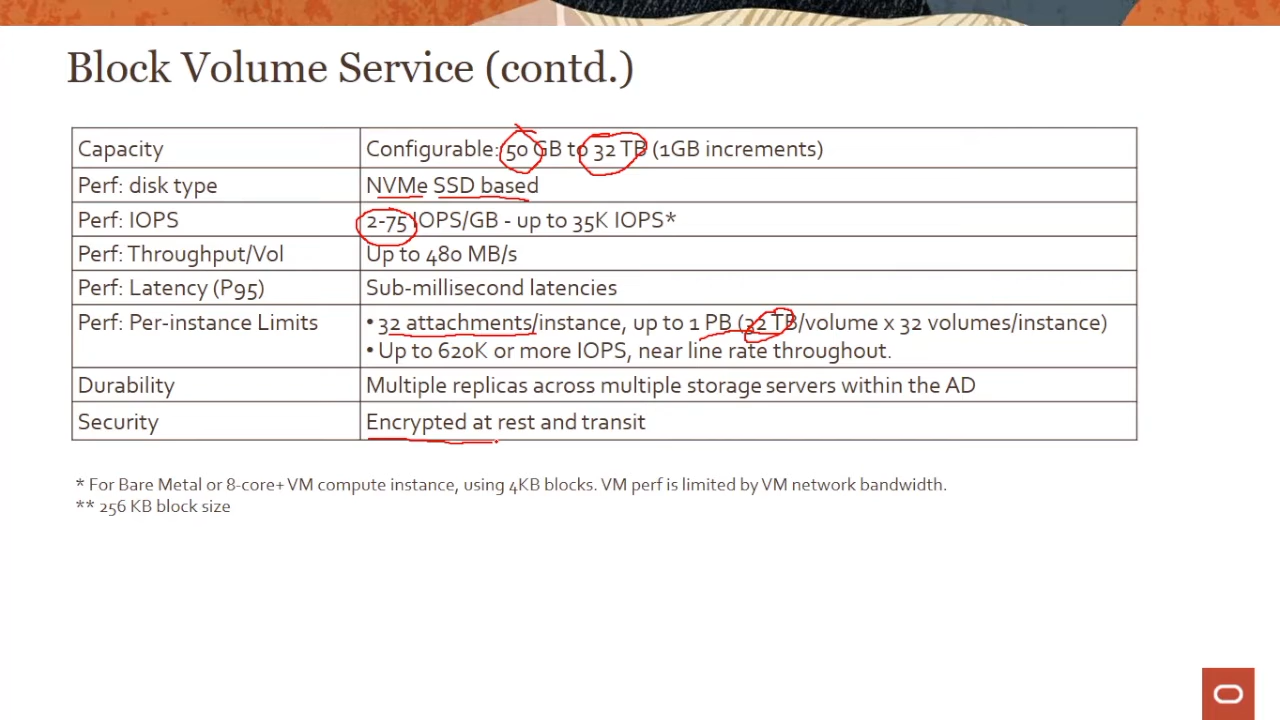 Block Volume Service (contd.)
Capacity Configurable: 50 GB to 32 TB (1GB increments)
Perf: disk type NVMe SSD based
Perf: IOPS 2-75 IOPS/GB - up to 35K IOPS*
Perf: Throughput/Vol Up to 480 MB/s
Perf: Latency (P95) Sub-millisecond latencies
Perf: Per-instance Limits • 32 attachments/instance, up to 1 PB (32 TB/volume x 32 volumes/instance)
• Up to 620K or more IOPS, near line rate throughout.
Durability Multiple replicas across multiple storage servers within the AD
Security Encrypted at rest and transit
* For Bare Metal or 8-core+ VM compute instance, using 4KB blocks. VM perf is limited by VM network bandwidth.
** 256 KB block size